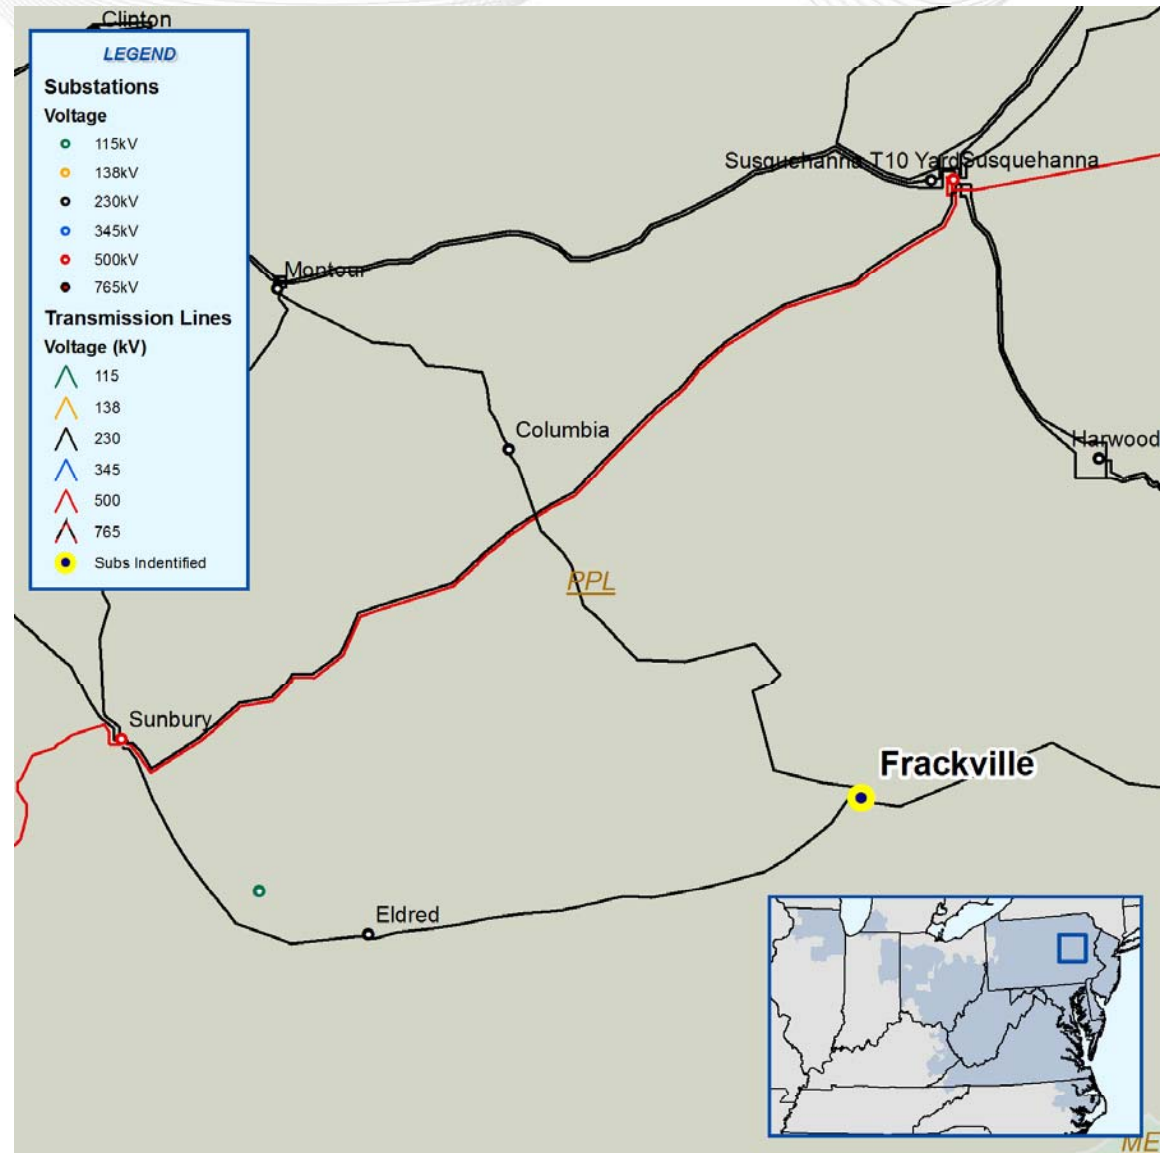 Clinton
LEGEND
Substations
Voltage
115kV
138kV
230kV
345kV
500kV
765kV
Transmission Lines
Voltage (kV)
115
138
230
345
500
765
Subs Indentified
Susquehanna T10 Yard
Susquehanna
Montour
Columbia
Harwood
PPL
Sunbury
Frackville
Eldred
ME